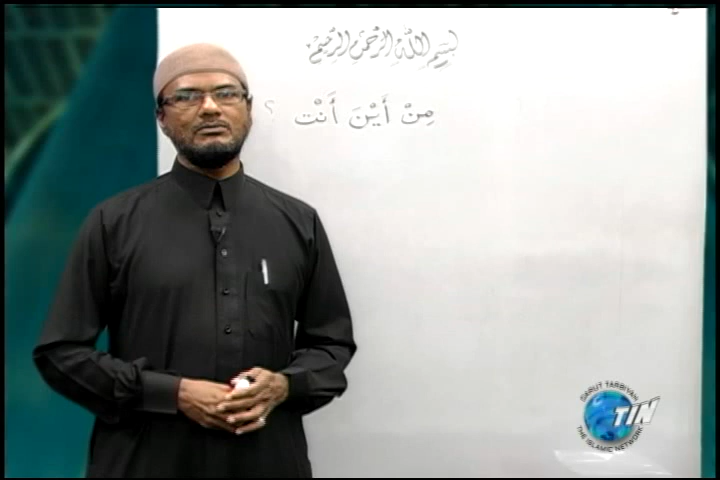 بسم الله الرحمن الرحيم
مِنْ أَيْنَ أَنْت ؟
DARUT TARBIYAH
TIN
THE ISLAMIC NETWORK